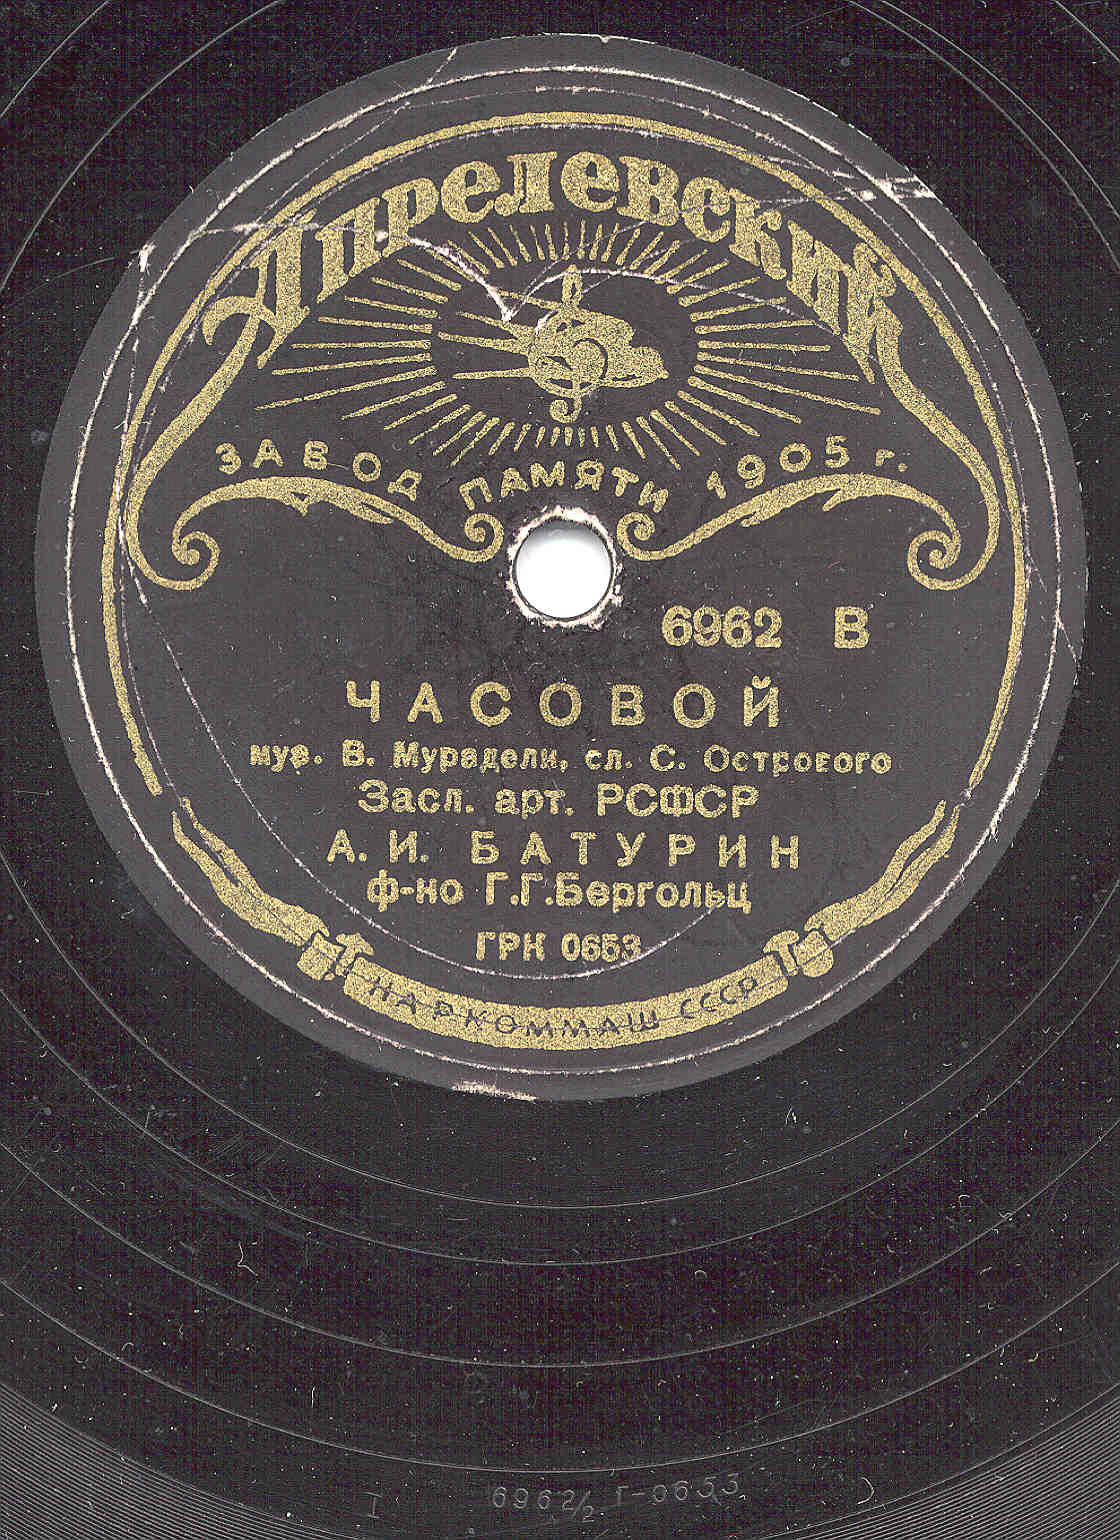 Апрелевский
ЗАВОД ПАМЯТИ 1905 г.
6962 В
ЧАСОВОЙ
муз. В. Мурадели, сл. С. Острового
Засл. арт. РСФСР
А. И. БАТУРИН
ф-но Г.Г.Бергольц
ГРК 0653
НАРКОММАШ СССР
I 6962/2 Г-0653